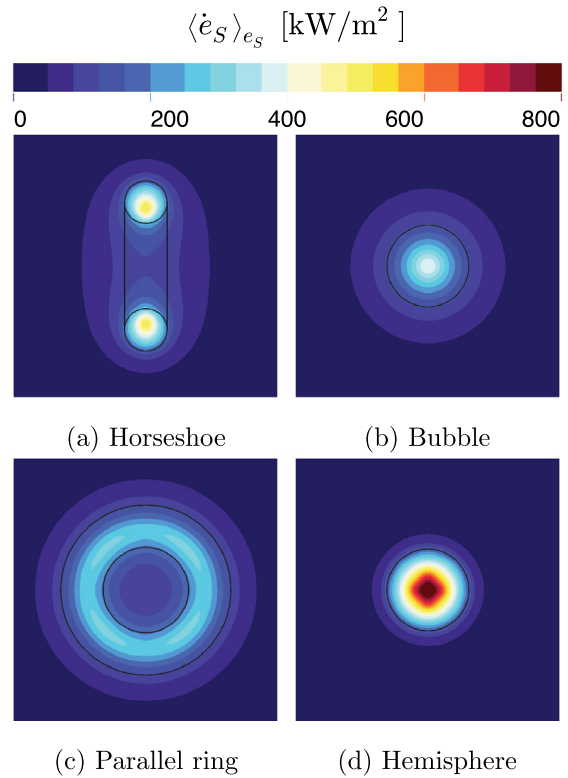 ⟨ė_S⟩_{e_S} [kW/m² ]
0 200 400 600 800
(a) Horseshoe (b) Bubble
(c) Parallel ring (d) Hemisphere